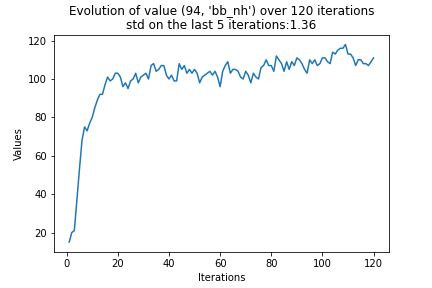 Evolution of value (94, 'bb_nh') over 120 iterations
std on the last 5 iterations:1.36
120
100
80
60
40
20
Values
0 20 40 60 80 100 120
Iterations